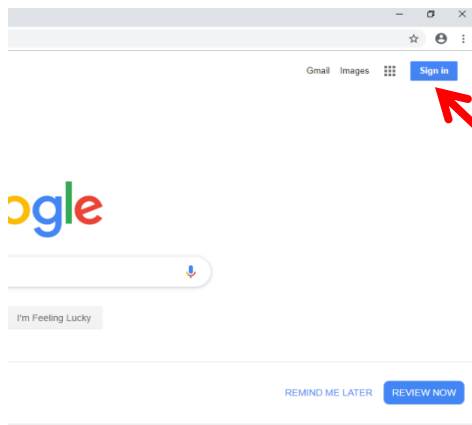 Gmail Images Sign in
ogle
I'm Feeling Lucky
REMIND ME LATER REVIEW NOW